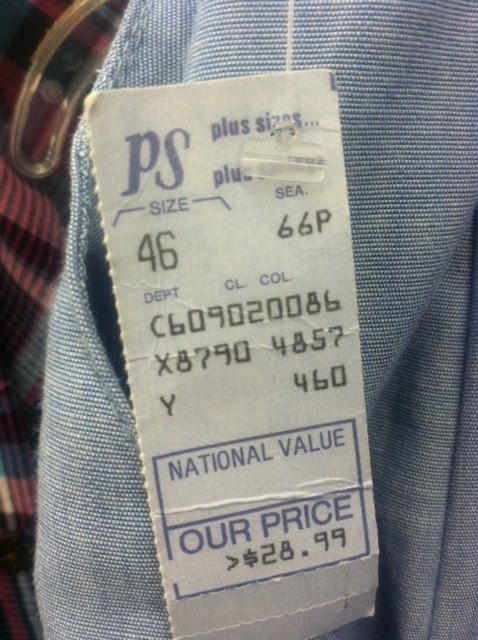 PS plus sizes...
plus
SIZE SEA.
46 66P
DEPT CL. COL
C609020086
X8790 4857
Y 460
NATIONAL VALUE
OUR PRICE
>$28.99